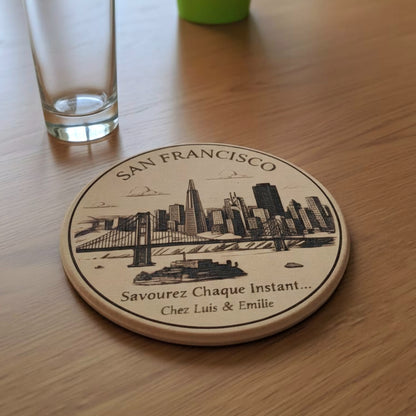 SAN FRANCISCO
Savourez Chaque Instant...
Chez Luis & Emilie